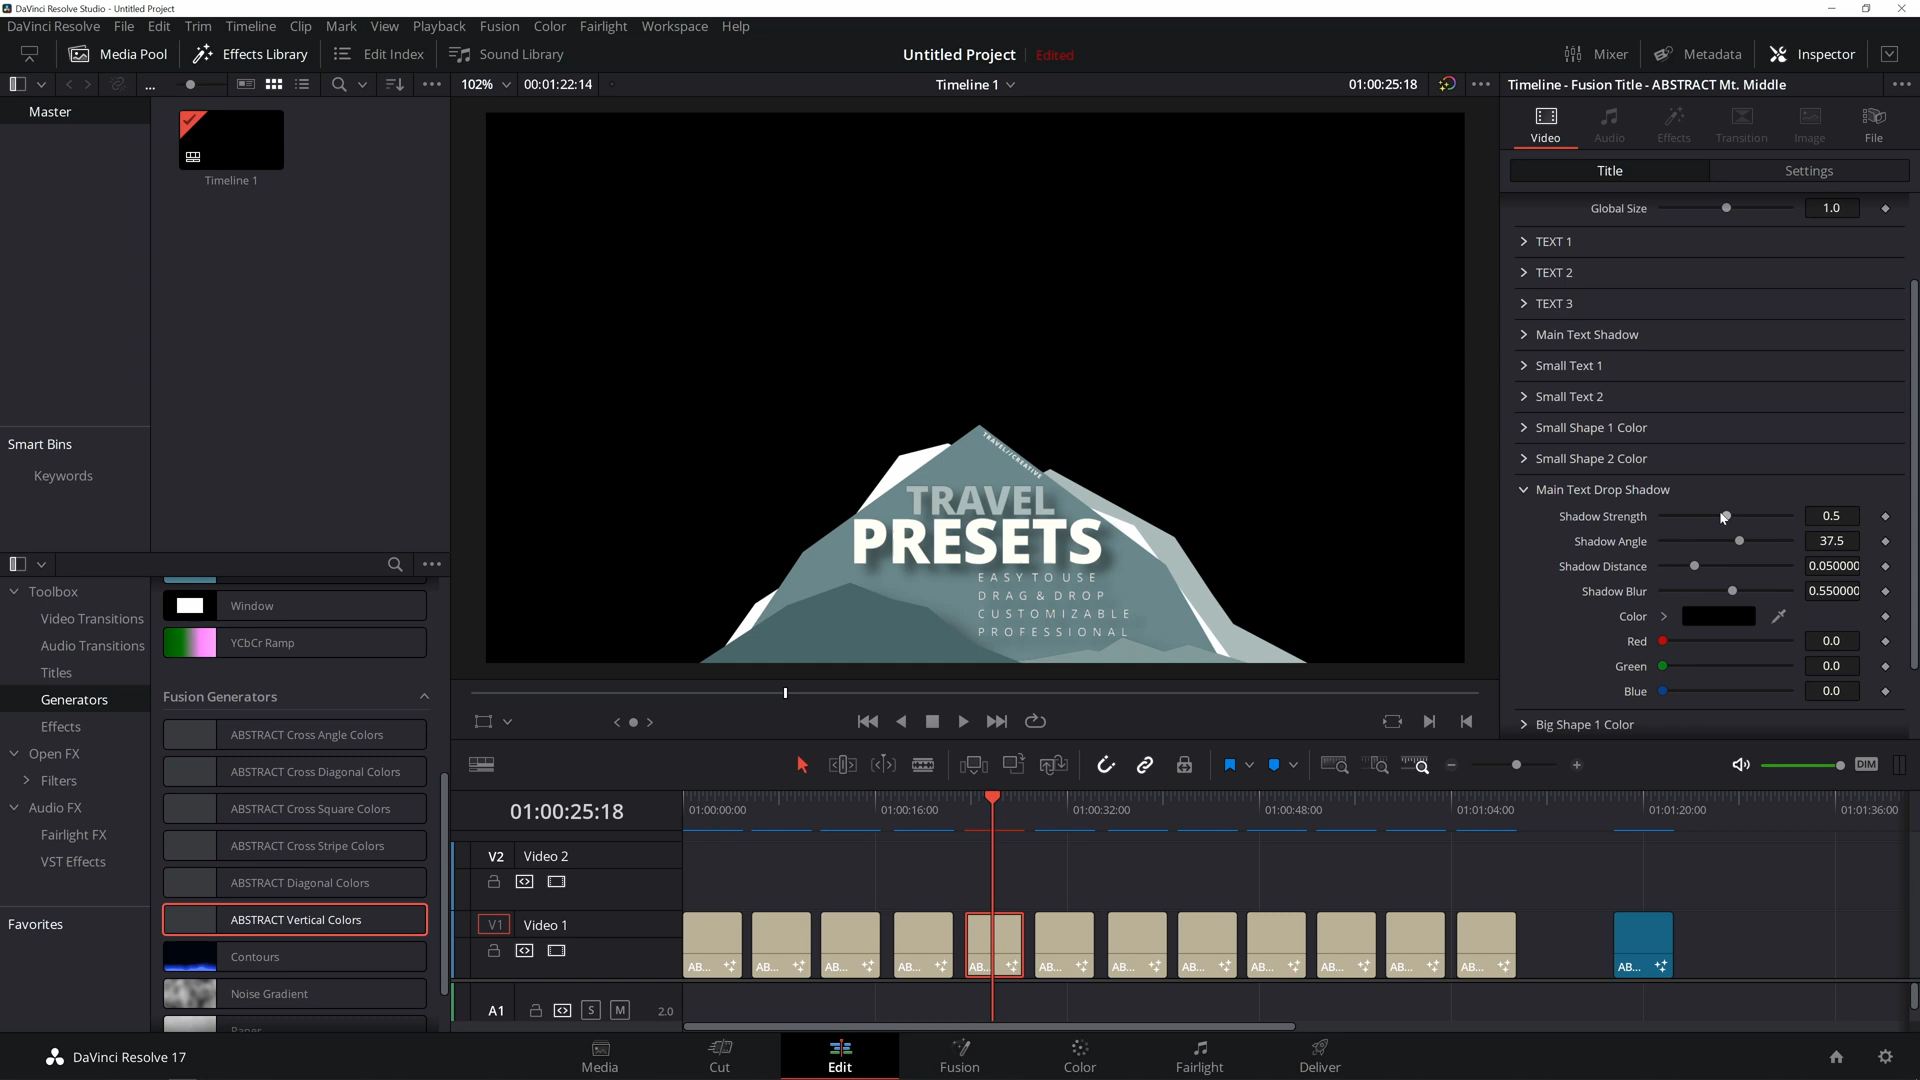 DaVinci Resolve Studio - Untitled Project
DaVinci Resolve File Edit Trim Timeline Clip Mark View Playback Fusion Color Fairlight Workspace Help
Media Pool Effects Library Edit Index Sound Library Untitled Project Edited Mixer Metadata Inspector
... 102% 00:01:22:14 Timeline 1 01:00:25:18 Timeline - Fusion Title - ABSTRACT Mt. Middle
Master
Timeline 1
Smart Bins
Keywords
Video Audio Effects Transition Image File
Title Settings
Global Size 1.0
TEXT 1
TEXT 2
TEXT 3
Main Text Shadow
Small Text 1
Small Text 2
Small Shape 1 Color
Small Shape 2 Color
Main Text Drop Shadow
Shadow Strength 0.5
Shadow Angle 37.5
Shadow Distance 0.050000
Shadow Blur 0.550000
Color
Red 0.0
Green 0.0
Blue 0.0
Big Shape 1 Color
TRAVEL//CREATIVE
TRAVEL
PRESETS
EASY TO USE
DRAG & DROP
CUSTOMIZABLE
PROFESSIONAL
Toolbox
Video Transitions
Audio Transitions
Titles
Generators
Effects
Open FX
Filters
Audio FX
Fairlight FX
VST Effects
Favorites
Window
YCbCr Ramp
Fusion Generators
ABSTRACT Cross Angle Colors
ABSTRACT Cross Diagonal Colors
ABSTRACT Cross Square Colors
ABSTRACT Cross Stripe Colors
ABSTRACT Diagonal Colors
ABSTRACT Vertical Colors
Contours
Noise Gradient
Paper
DIM
01:00:25:18
01:00:00:00 01:00:16:00 01:00:32:00 01:00:48:00 01:01:04:00 01:01:20:00 01:01:36:00
V2 Video 2
V1 Video 1
AB... AB... AB... AB... AB... AB... AB... AB... AB... AB... AB... AB... AB...
A1 S M 2.0
DaVinci Resolve 17
Media Cut Edit Fusion Color Fairlight Deliver